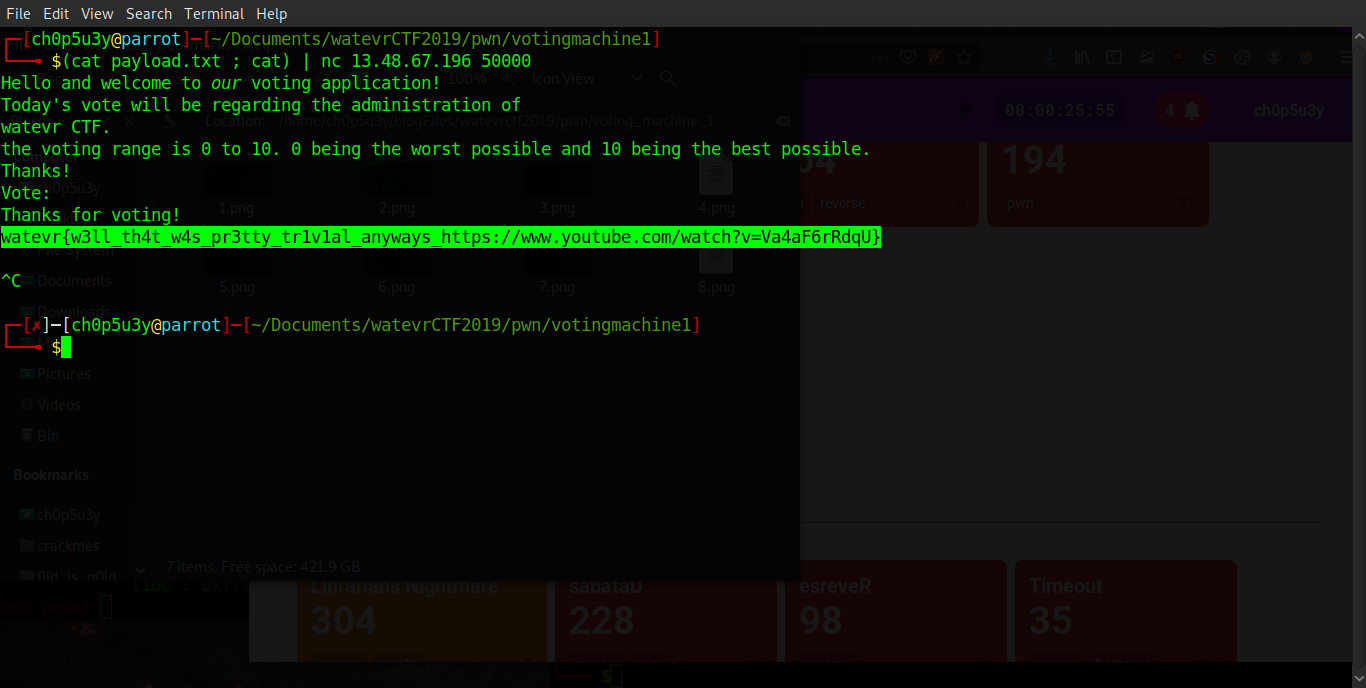 File Edit View Search Terminal Help
┌─[ch0p5u3y@parrot]─[~/Documents/watevrCTF2019/pwn/votingmachine1]
└──╼ $(cat payload.txt ; cat) | nc 13.48.67.196 50000
Hello and welcome to our voting application!
Today's vote will be regarding the administration of
watevr CTF.
the voting range is 0 to 10. 0 being the worst possible and 10 being the best possible.
Thanks!
Vote:
Thanks for voting!
watevr{w3ll_th4t_w4s_pr3tty_tr1v1al_anyways_https://www.youtube.com/watch?v=Va4aF6rRdqU}
^C
┌─[✗]─[ch0p5u3y@parrot]─[~/Documents/watevrCTF2019/pwn/votingmachine1]
└──╼ $
100% Icon View
Location: /home/ch0p5u3y/blogFiles/watevrctf2019/pwn/voting_machine_1
00:00:25:55 4 ch0p5u3y
04 194
reverse pwn
ch0p5u3y
1.png 2.png 3.png 4.png
File System
5.png 6.png 7.png 8.png
Documents
Downloads
Pictures
Videos
Bin
Bookmarks
ch0p5u3y
crackmes
0ld_is_g0ld
7 items, Free space: 421.9 GB
gdb-peda$
Librarians Nightmare sabataD esreveR Timeout
304 228 98 35
$